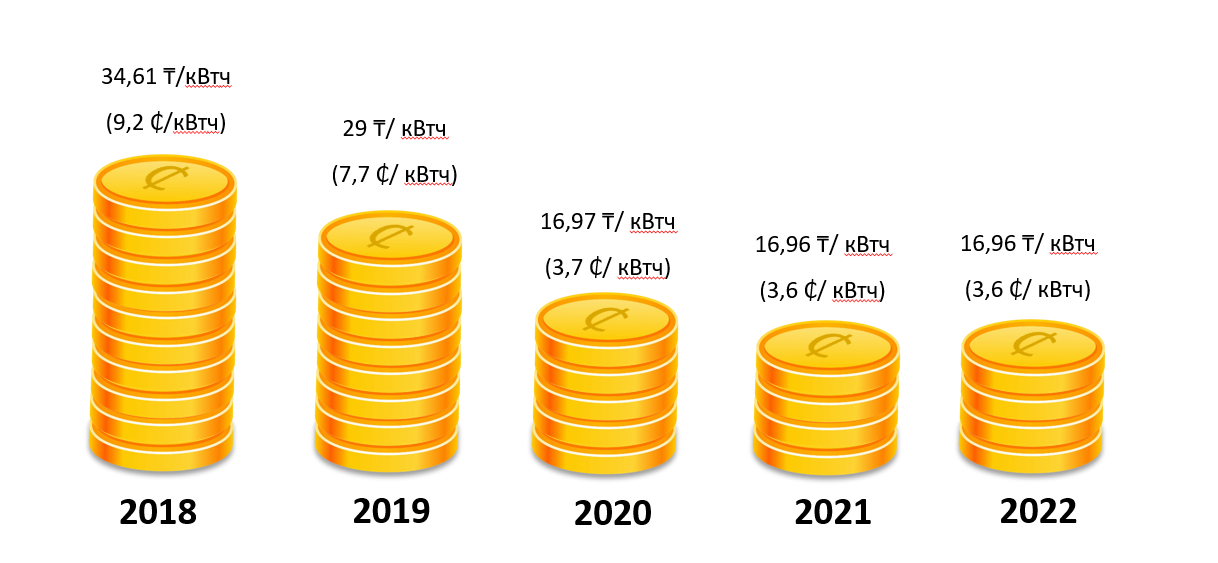 34,61 ₸/кВтч
(9,2 ₵/кВтч)
29 ₸/ кВтч
(7,7 ₵/ кВтч)
16,97 ₸/ кВтч
(3,7 ₵/ кВтч)
16,96 ₸/ кВтч
(3,6 ₵/ кВтч)
16,96 ₸/ кВтч
(3,6 ₵/ кВтч)
₵
₵
₵
₵
₵
2018
2019
2020
2021
2022